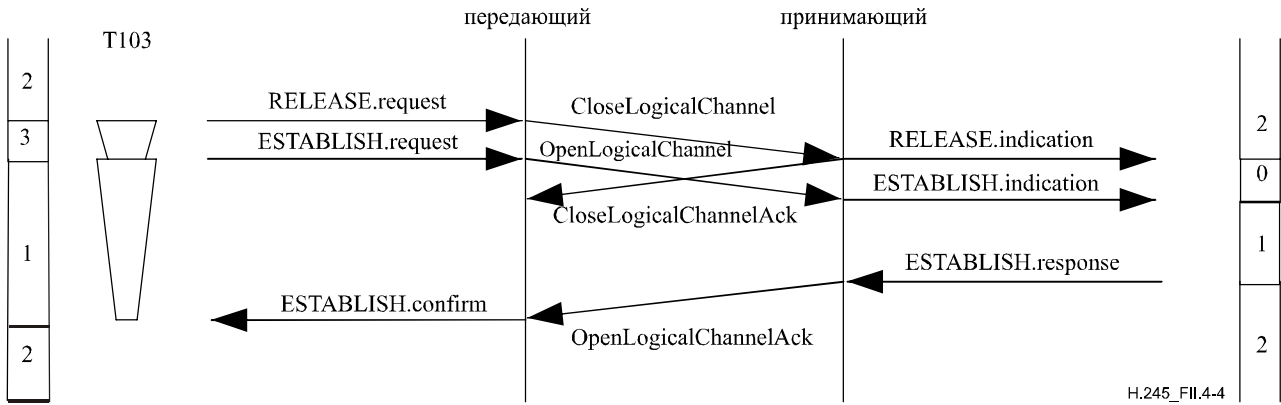 передающий
принимающий
T103
2
RELEASE.request
CloseLogicalChannel
2
3
ESTABLISH.request
OpenLogicalChannel
RELEASE.indication
0
ESTABLISH.indication
CloseLogicalChannelAck
1
1
ESTABLISH.response
ESTABLISH.confirm
OpenLogicalChannelAck
2
2
H.245_FII.4-4